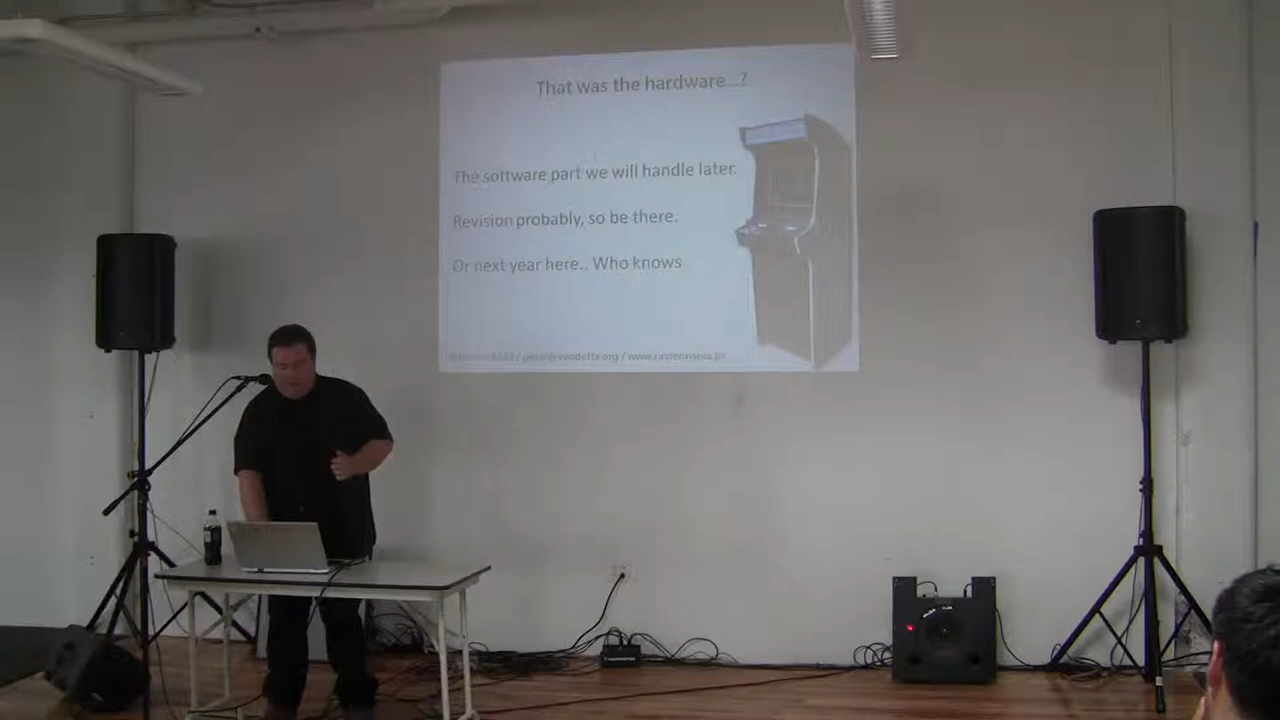 That was the hardware...?
The software part we will handle later.
Revision probably, so be there.
Or next year here.. Who knows